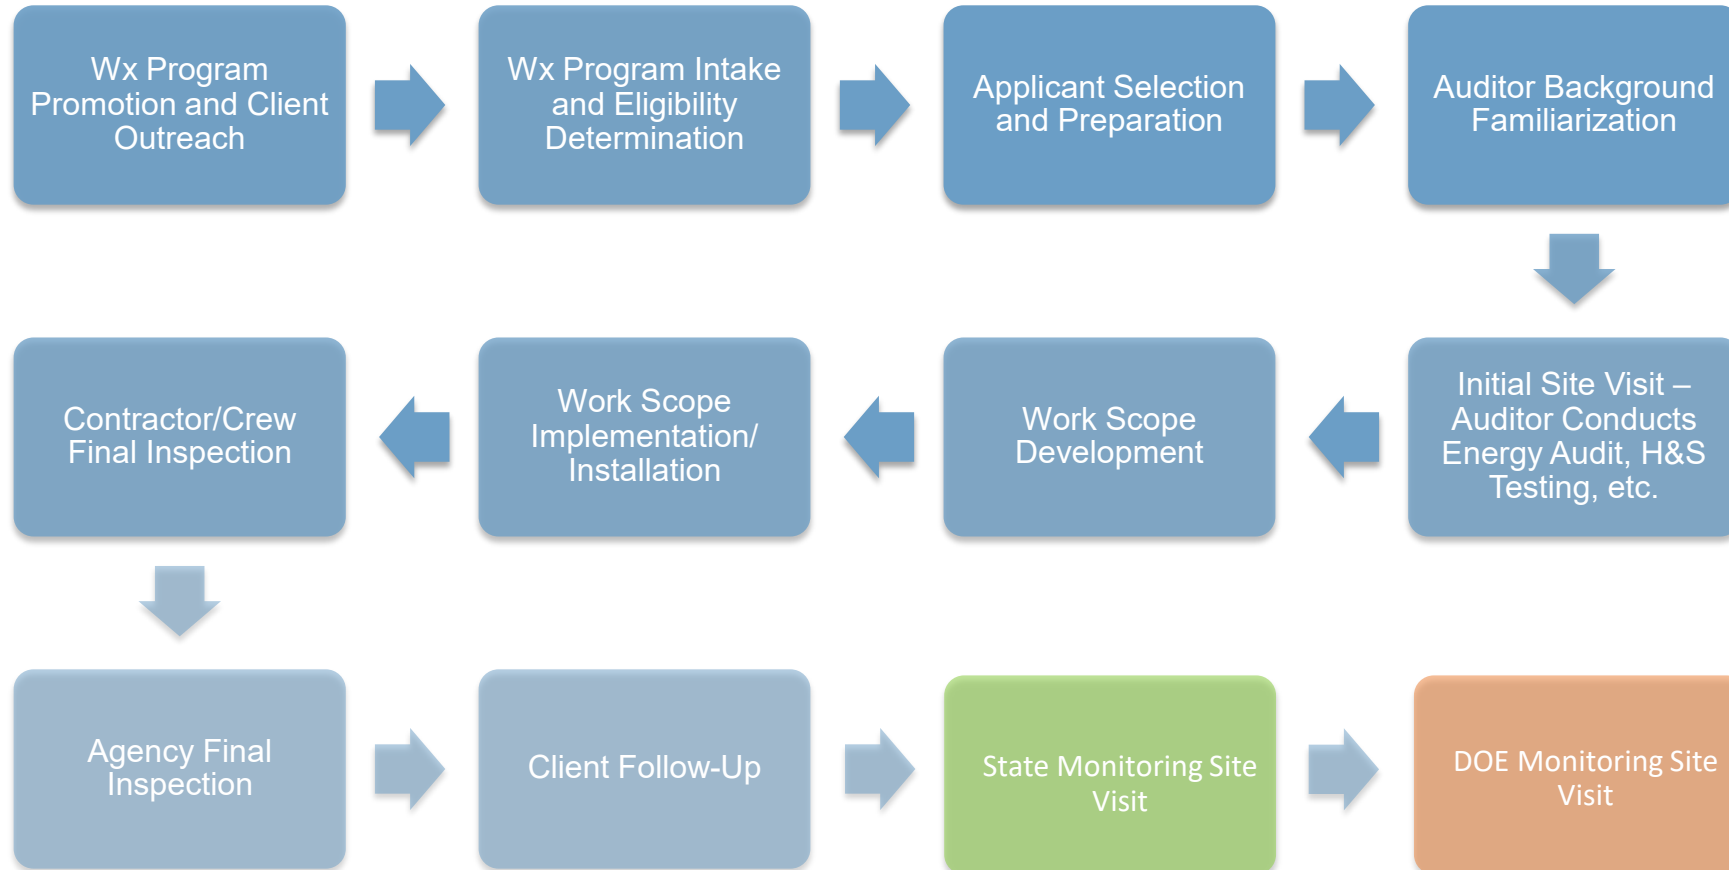 Wx Program
Promotion and Client
Outreach
Wx Program Intake
and Eligibility
Determination
Applicant Selection
and Preparation
Auditor Background
Familiarization
Initial Site Visit –
Auditor Conducts
Energy Audit, H&S
Testing, etc.
Work Scope
Development
Work Scope
Implementation/
Installation
Contractor/Crew
Final Inspection
Agency Final
Inspection
Client Follow-Up
State Monitoring Site
Visit
DOE Monitoring Site
Visit